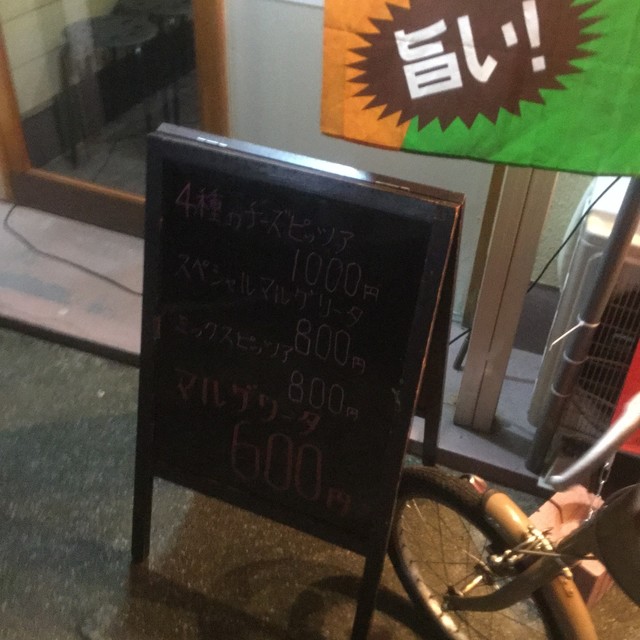 旨い!
4種のチーズピッツァ
1000円
スペシャルマルゲリータ
800円
ミックスピッツァ
800円
マルゲリータ
600円